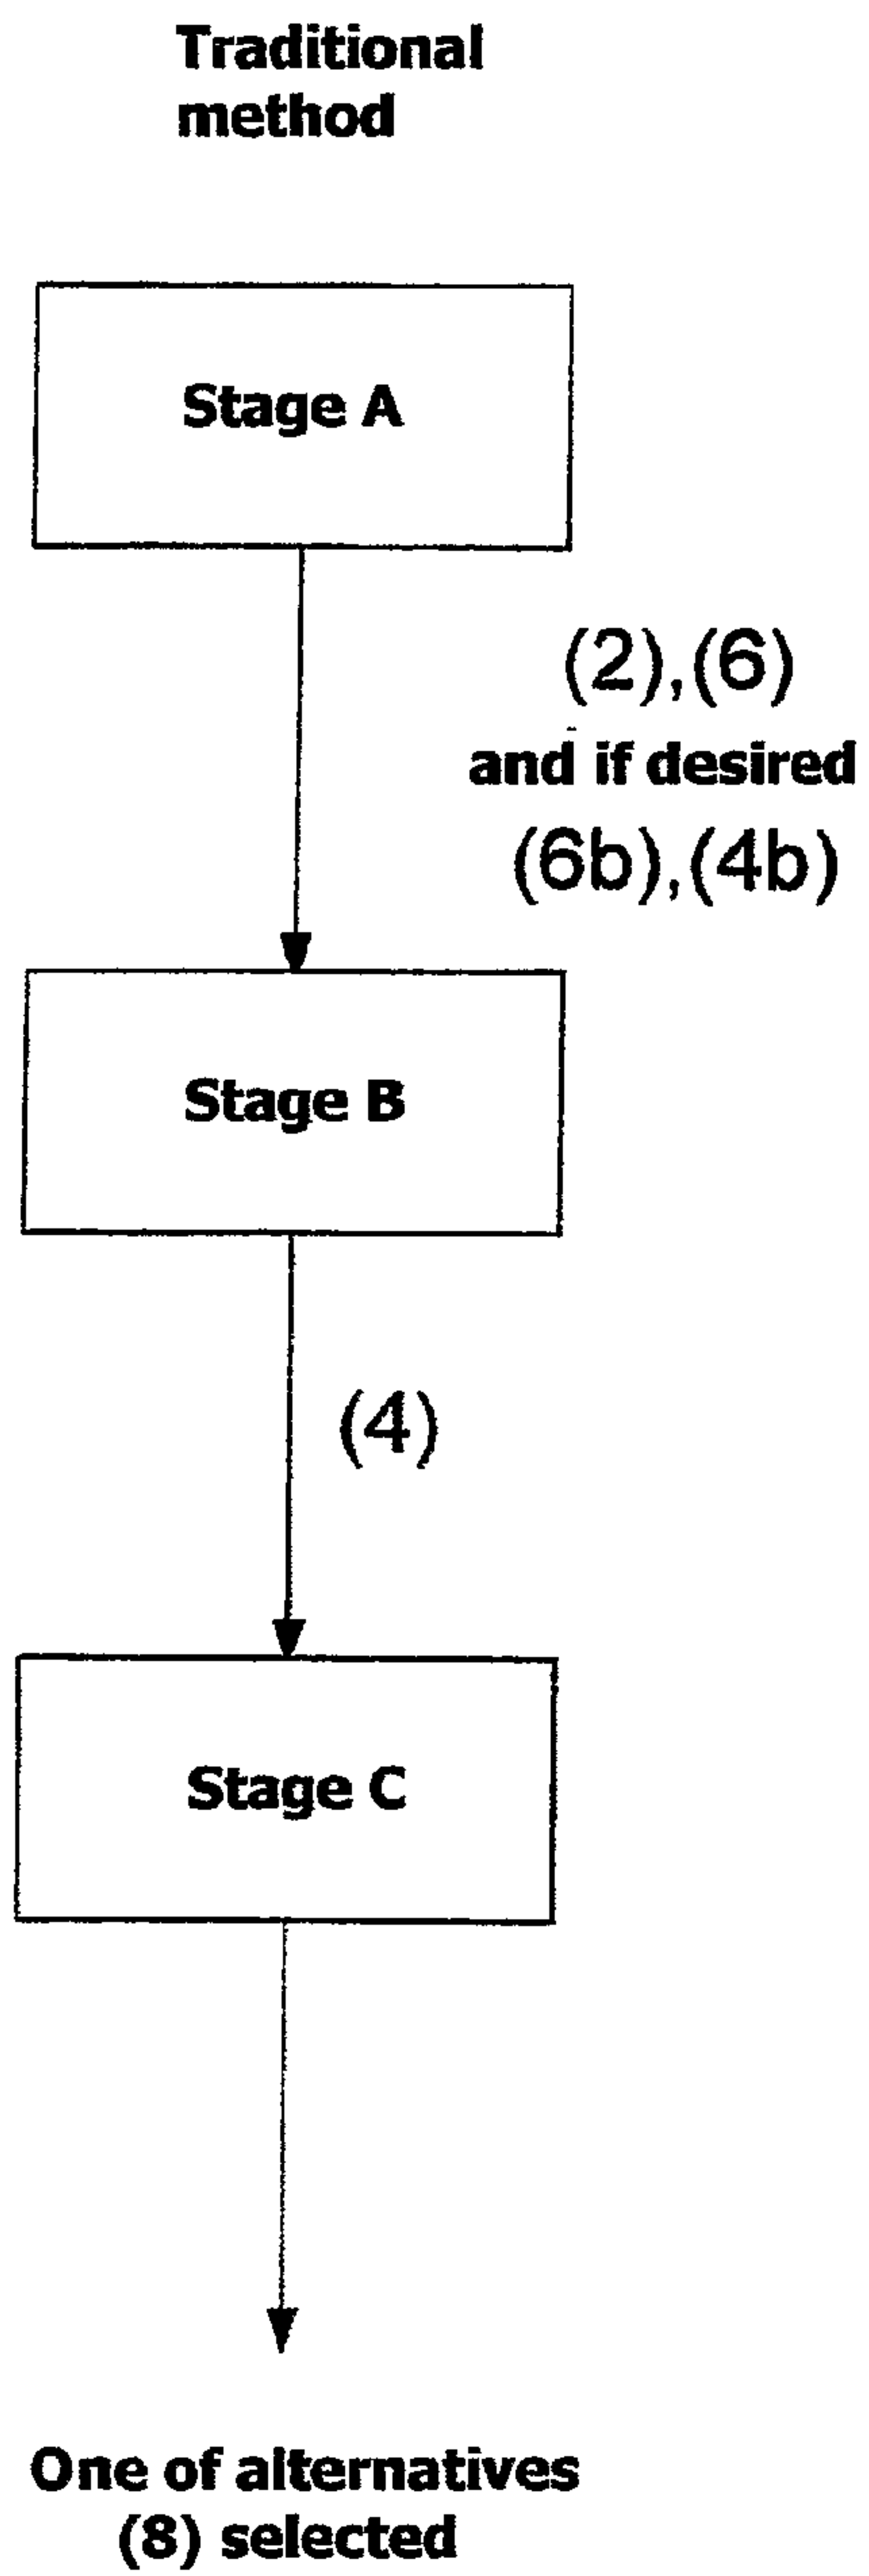 Traditional
method
Stage A
(2),(6)
and if desired
(6b),(4b)
Stage B
(4)
Stage C
One of alternatives
(8) selected